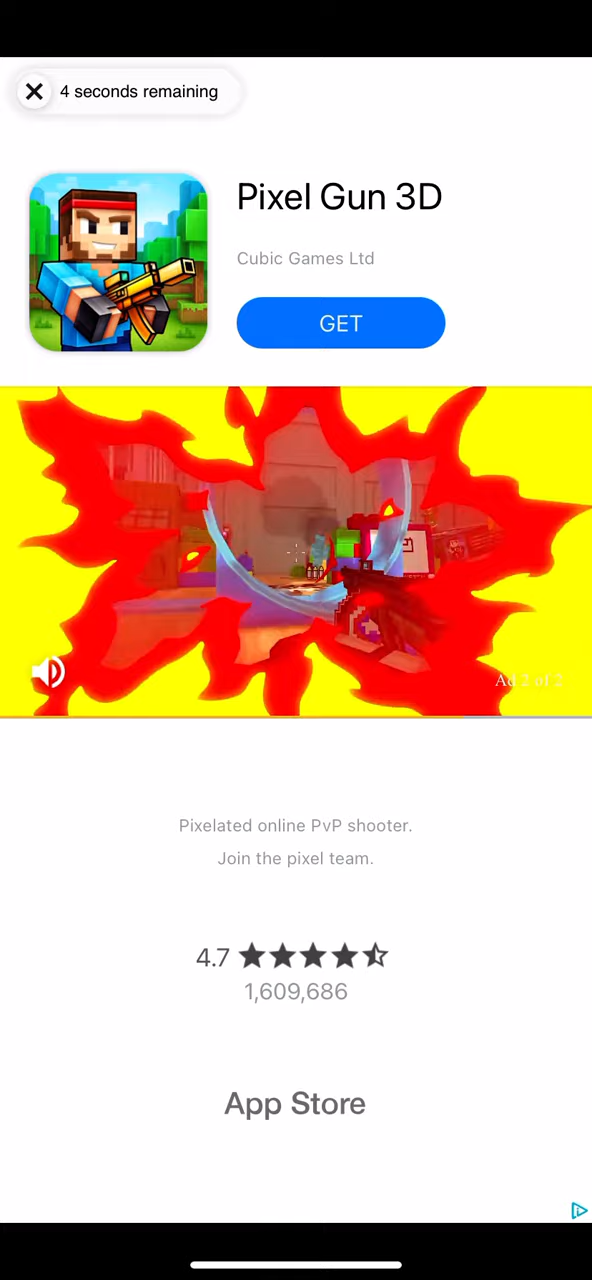 4 seconds remaining
Pixel Gun 3D
Cubic Games Ltd
GET
Ad 2 of 2
Pixelated online PvP shooter.
Join the pixel team.
4.7
1,609,686
App Store